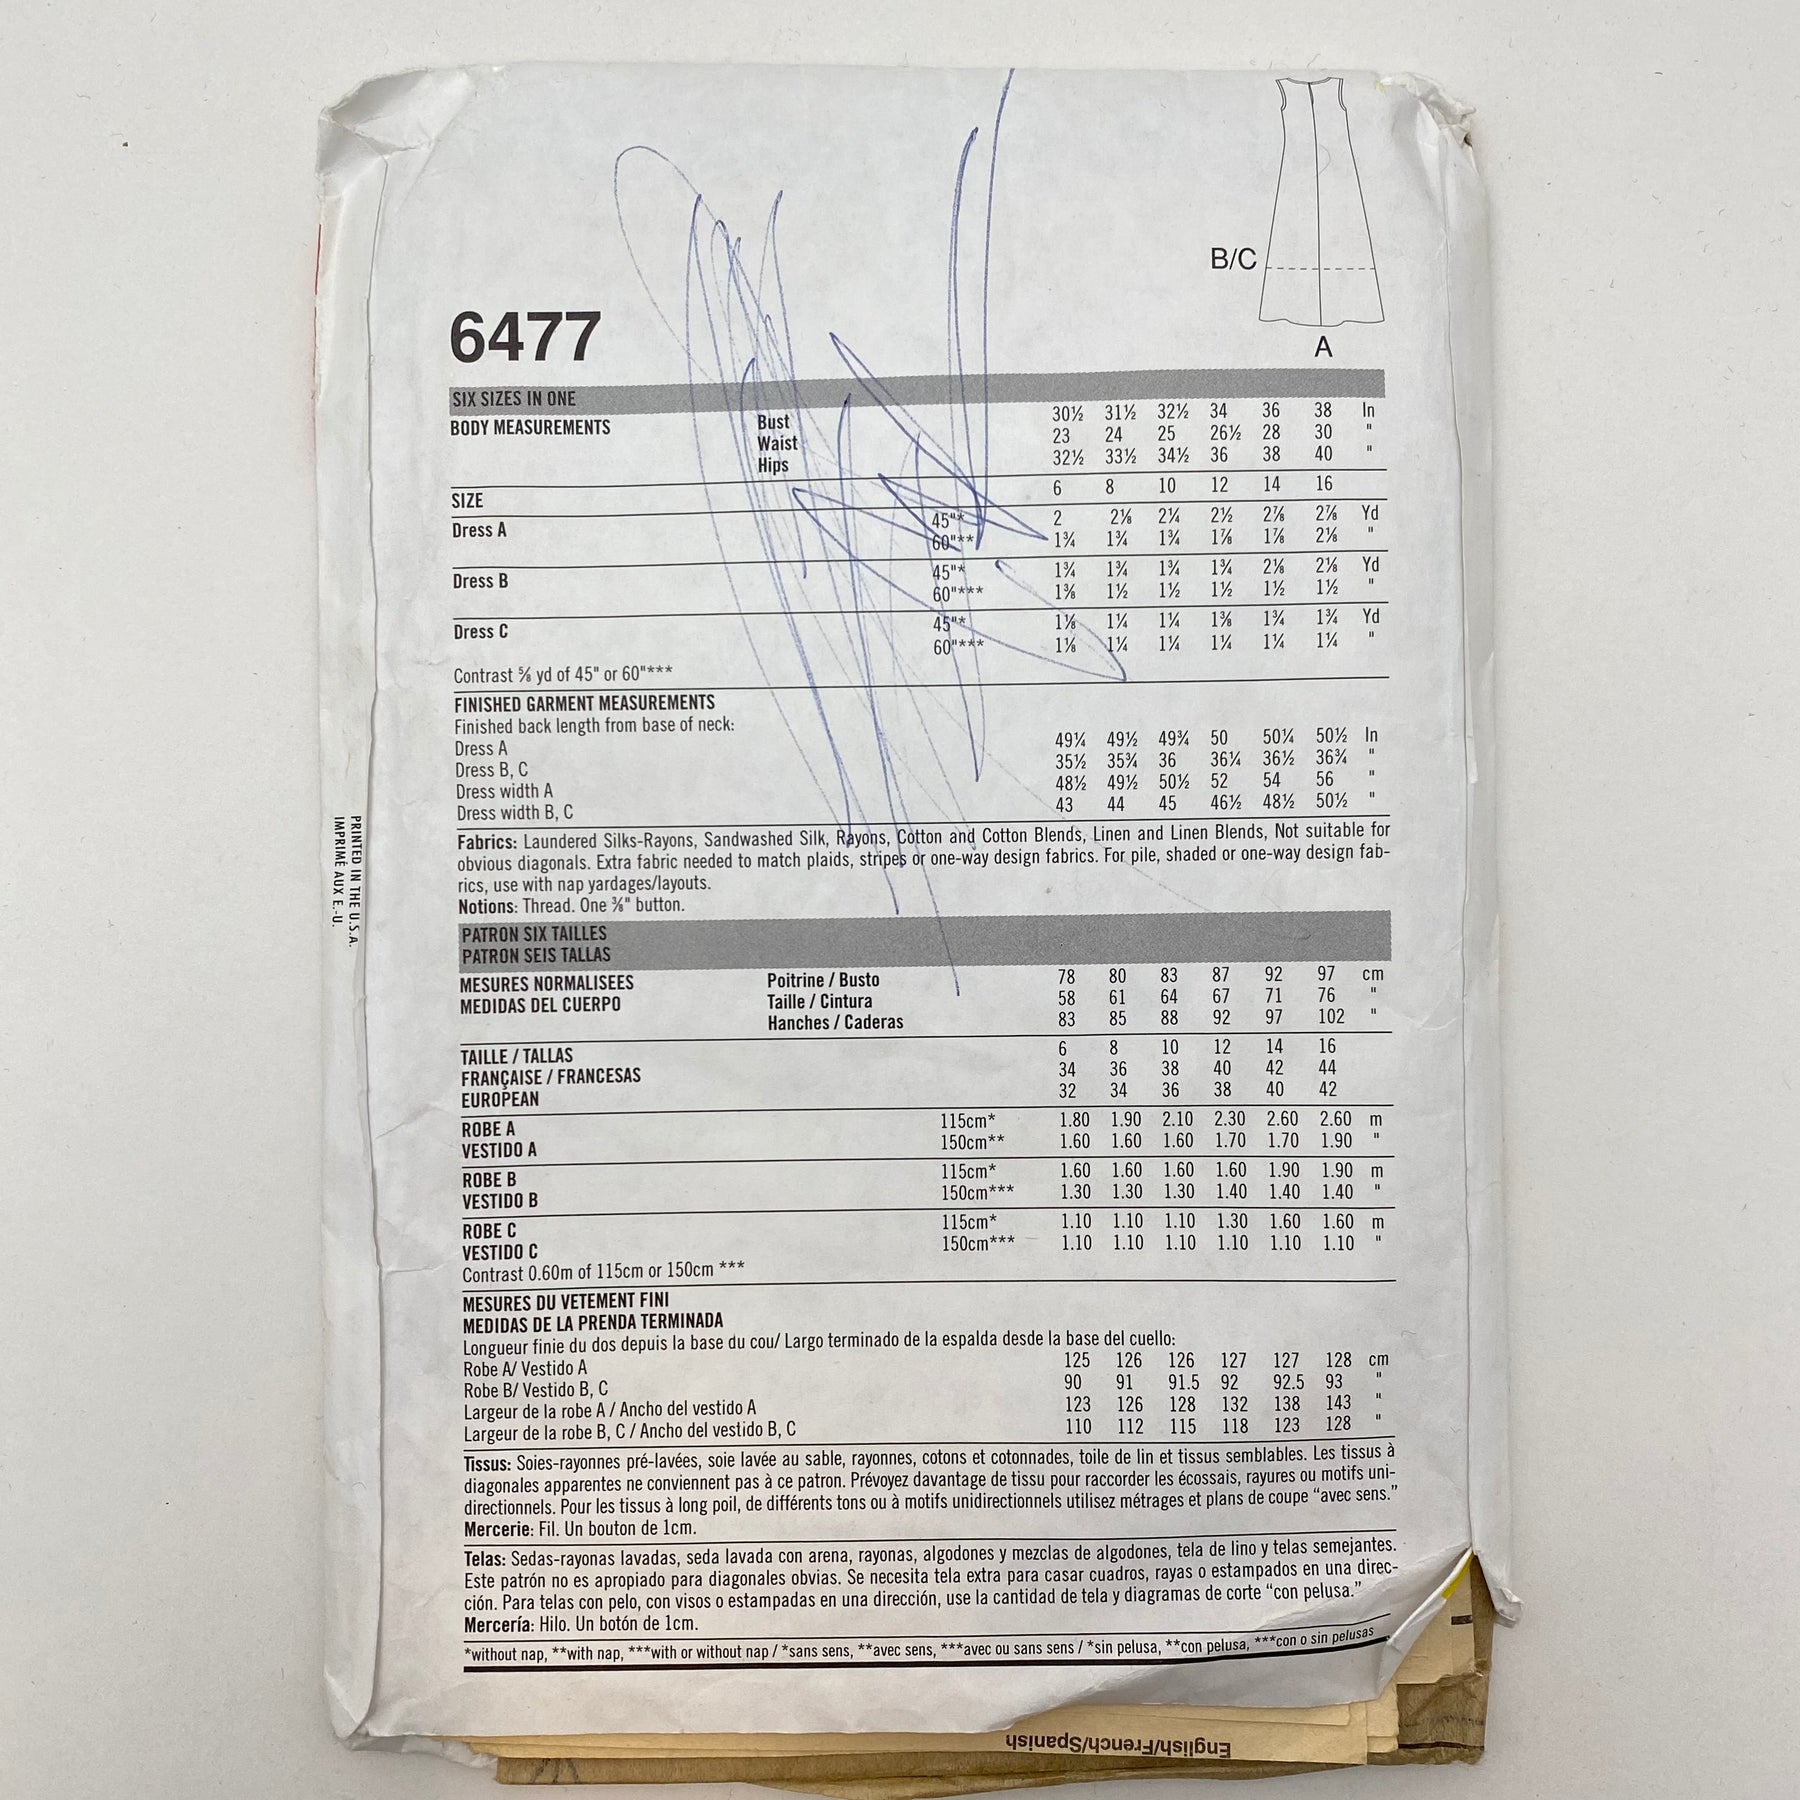 B/C
A
6477
SIX SIZES IN ONE
BODY MEASUREMENTS Bust 30½ 31½ 32½ 34 36 38 In
Waist 23 24 25 26½ 28 30 "
Hips 32½ 33½ 34½ 36 38 40 "
SIZE 6 8 10 12 14 16
Dress A 45"* 2 2⅛ 2¼ 2½ 2⅞ 2⅞ Yd
60"** 1¾ 1¾ 1¾ 1⅞ 1⅞ 2⅛ "
Dress B 45"* 1¾ 1¾ 1¾ 1¾ 2⅛ 2⅛ Yd
60"*** 1⅜ 1½ 1½ 1½ 1½ 1½ "
Dress C 45"* 1⅛ 1¼ 1¼ 1⅜ 1¾ 1¾ Yd
60"*** 1⅛ 1¼ 1¼ 1¼ 1¼ 1¼ "
Contrast ⅝ yd of 45" or 60"***
FINISHED GARMENT MEASUREMENTS
Finished back length from base of neck:
Dress A 49¼ 49½ 49¾ 50 50¼ 50½ In
Dress B, C 35½ 35¾ 36 36¼ 36½ 36¾ "
Dress width A 48½ 49½ 50½ 52 54 56 "
Dress width B, C 43 44 45 46½ 48½ 50½ "
Fabrics: Laundered Silks-Rayons, Sandwashed Silk, Rayons, Cotton and Cotton Blends, Linen and Linen Blends, Not suitable for
obvious diagonals. Extra fabric needed to match plaids, stripes or one-way design fabrics. For pile, shaded or one-way design fab-
rics, use with nap yardages/layouts.
Notions: Thread. One ⅜" button.
PATRON SIX TAILLES
PATRON SEIS TALLAS
MESURES NORMALISEES Poitrine / Busto 78 80 83 87 92 97 cm
MEDIDAS DEL CUERPO Taille / Cintura 58 61 64 67 71 76 "
Hanches / Caderas 83 85 88 92 97 102 "
TAILLE / TALLAS 6 8 10 12 14 16
FRANÇAISE / FRANCESAS 34 36 38 40 42 44
EUROPEAN 32 34 36 38 40 42
ROBE A 115cm* 1.80 1.90 2.10 2.30 2.60 2.60 m
VESTIDO A 150cm** 1.60 1.60 1.60 1.70 1.70 1.90 "
ROBE B 115cm* 1.60 1.60 1.60 1.60 1.90 1.90 m
VESTIDO B 150cm*** 1.30 1.30 1.30 1.40 1.40 1.40 "
ROBE C 115cm* 1.10 1.10 1.10 1.30 1.60 1.60 m
VESTIDO C 150cm*** 1.10 1.10 1.10 1.10 1.10 1.10 "
Contrast 0.60m of 115cm or 150cm ***
MESURES DU VETEMENT FINI
MEDIDAS DE LA PRENDA TERMINADA
Longueur finie du dos depuis la base du cou/ Largo terminado de la espalda desde la base del cuello:
Robe A/ Vestido A 125 126 126 127 127 128 cm
Robe B/ Vestido B, C 90 91 91.5 92 92.5 93 "
Largeur de la robe A / Ancho del vestido A 123 126 128 132 138 143 "
Largeur de la robe B, C / Ancho del vestido B, C 110 112 115 118 123 128 "
Tissus: Soies-rayonnes pré-lavées, soie lavée au sable, rayonnes, cotons et cotonnades, toile de lin et tissus semblables. Les tissus à
diagonales apparentes ne conviennent pas à ce patron. Prévoyez davantage de tissu pour raccorder les écossais, rayures ou motifs uni-
directionnels. Pour les tissus à long poil, de différents tons ou à motifs unidirectionnels utilisez métrages et plans de coupe “avec sens.”
Mercerie: Fil. Un bouton de 1cm.
Telas: Sedas-rayonas lavadas, seda lavada con arena, rayonas, algodones y mezclas de algodones, tela de lino y telas semejantes.
Este patrón no es apropiado para diagonales obvias. Se necesita tela extra para casar cuadros, rayas o estampados en una direc-
ción. Para telas con pelo, con visos o estampadas en una dirección, use la cantidad de tela y diagramas de corte “con pelusa.”
Mercería: Hilo. Un botón de 1cm.
*without nap, **with nap, ***with or without nap / *sans sens, **avec sens, ***avec ou sans sens / *sin pelusa, **con pelusa, ***con o sin pelusas
PRINTED IN THE U.S.A.
IMPRIMÉ AUX E.-U.
English/French/Spanish